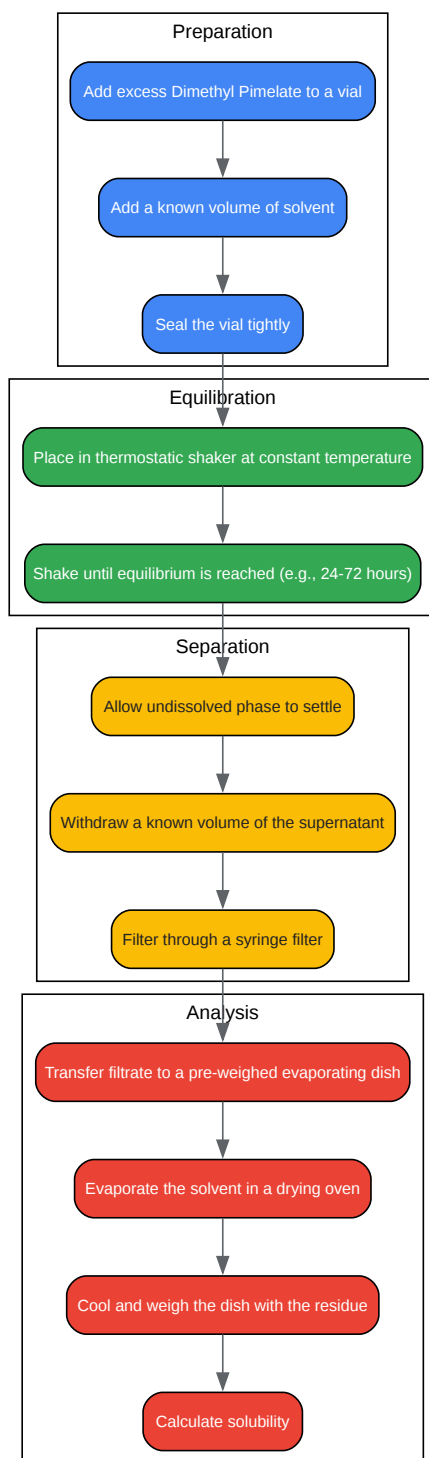 Preparation
Add excess Dimethyl Pimelate to a vial
Add a known volume of solvent
Seal the vial tightly
Equilibration
Place in thermostatic shaker at constant temperature
Shake until equilibrium is reached (e.g., 24-72 hours)
Separation
Allow undissolved phase to settle
Withdraw a known volume of the supernatant
Filter through a syringe filter
Analysis
Transfer filtrate to a pre-weighed evaporating dish
Evaporate the solvent in a drying oven
Cool and weigh the dish with the residue
Calculate solubility